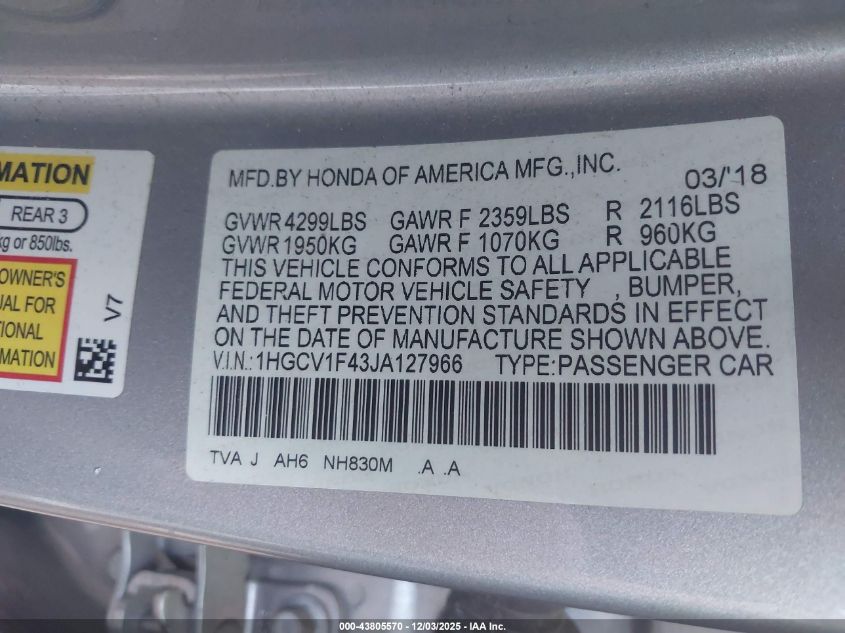 MATION
REAR 3
kg or 850lbs.
OWNER'S
UAL FOR
TIONAL
RMATION
V7
MFD.BY HONDA OF AMERICA MFG.,INC. 03/'18
GVWR 4299LBS GAWR F 2359LBS R 2116LBS
GVWR 1950KG GAWR F 1070KG R 960KG
THIS VEHICLE CONFORMS TO ALL APPLICABLE
FEDERAL MOTOR VEHICLE SAFETY , BUMPER,
AND THEFT PREVENTION STANDARDS IN EFFECT
ON THE DATE OF MANUFACTURE SHOWN ABOVE.
V.I.N.:1HGCV1F43JA127966 TYPE:PASSENGER CAR
TVA J AH6 NH830M .A .A
000-43805570 - 12/03/2025 - IAA Inc.